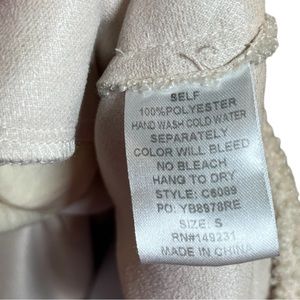 SELF
100%POLYESTER
HAND WASH COLD WATER
SEPARATELY
COLOR WILL BLEED
NO BLEACH
HANG TO DRY
STYLE: C6089
PO: YB8978RE
SIZE: S
RN#149231
MADE IN CHINA